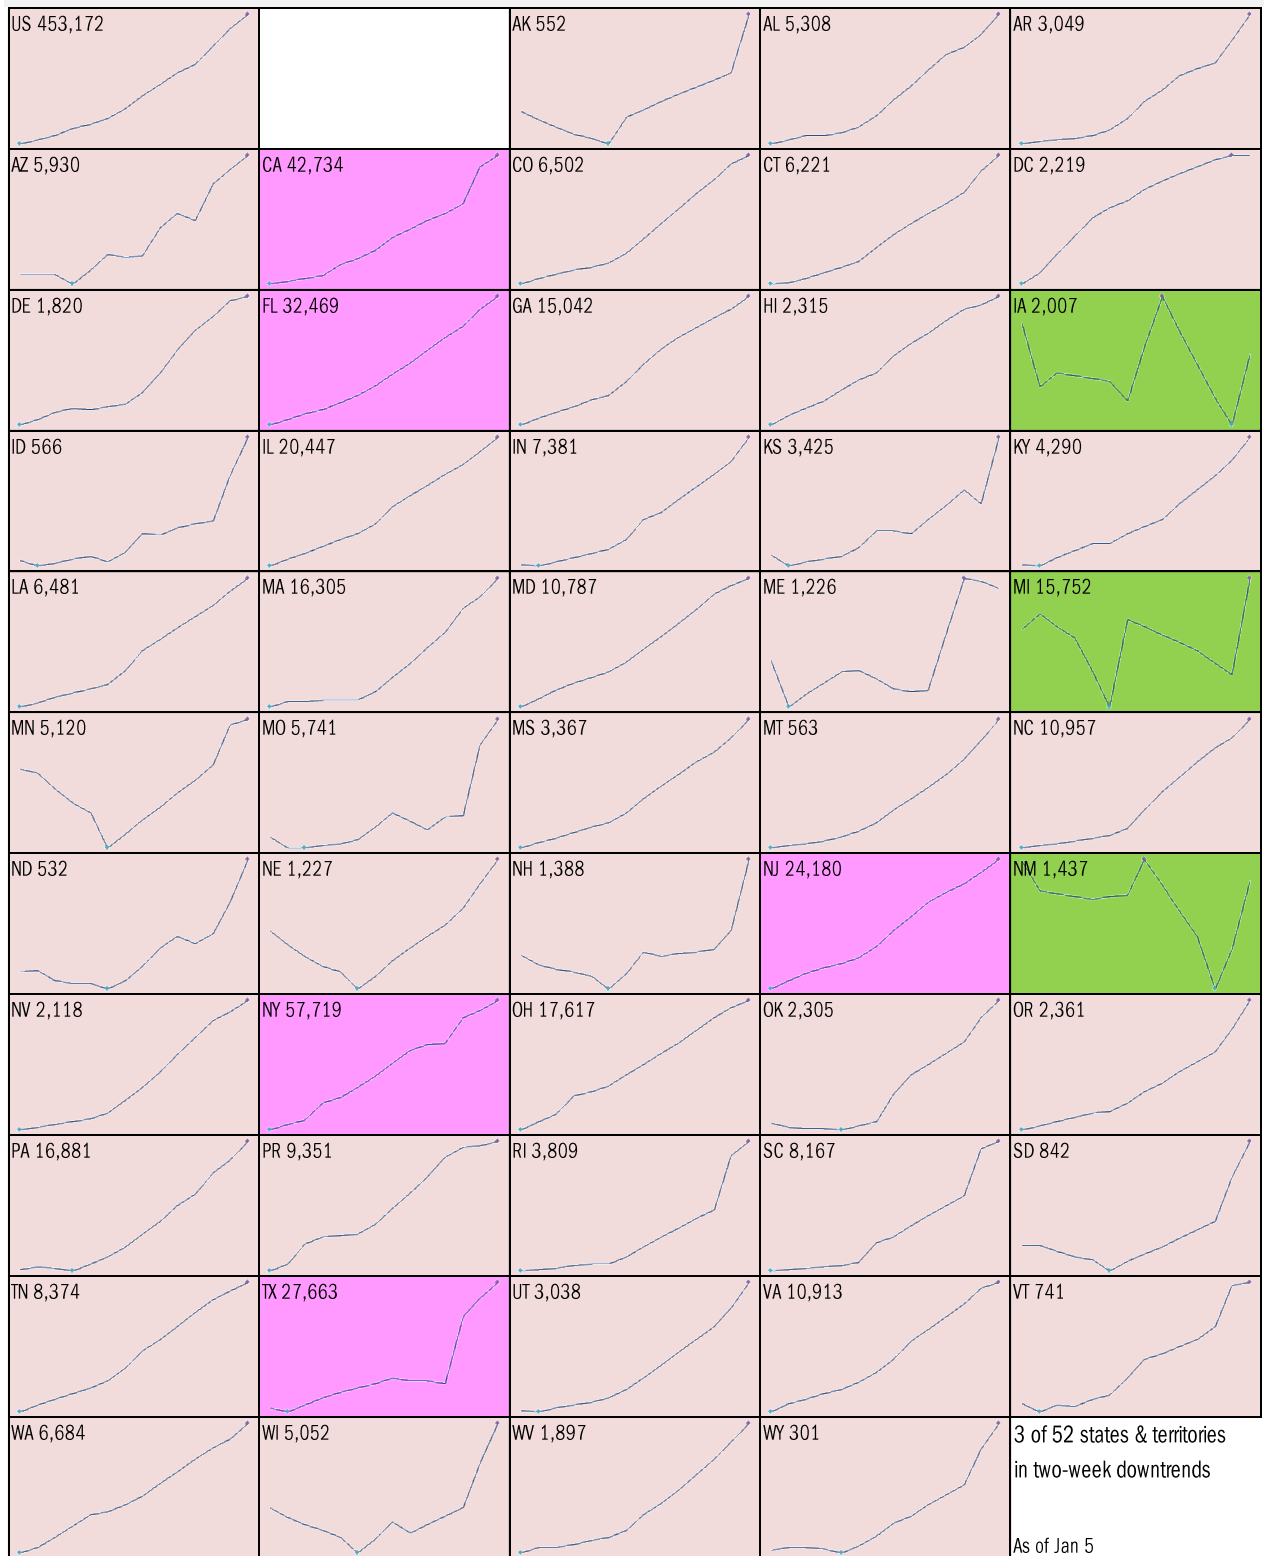 US 453,172
AK 552
AL 5,308
AR 3,049
AZ 5,930
CA 42,734
CO 6,502
CT 6,221
DC 2,219
DE 1,820
FL 32,469
GA 15,042
HI 2,315
IA 2,007
ID 566
IL 20,447
IN 7,381
KS 3,425
KY 4,290
LA 6,481
MA 16,305
MD 10,787
ME 1,226
MI 15,752
MN 5,120
MO 5,741
MS 3,367
MT 563
NC 10,957
ND 532
NE 1,227
NH 1,388
NJ 24,180
NM 1,437
NV 2,118
NY 57,719
OH 17,617
OK 2,305
OR 2,361
PA 16,881
PR 9,351
RI 3,809
SC 8,167
SD 842
TN 8,374
TX 27,663
UT 3,038
VA 10,913
VT 741
WA 6,684
WI 5,052
WV 1,897
WY 301
3 of 52 states & territories
in two-week downtrends
As of Jan 5